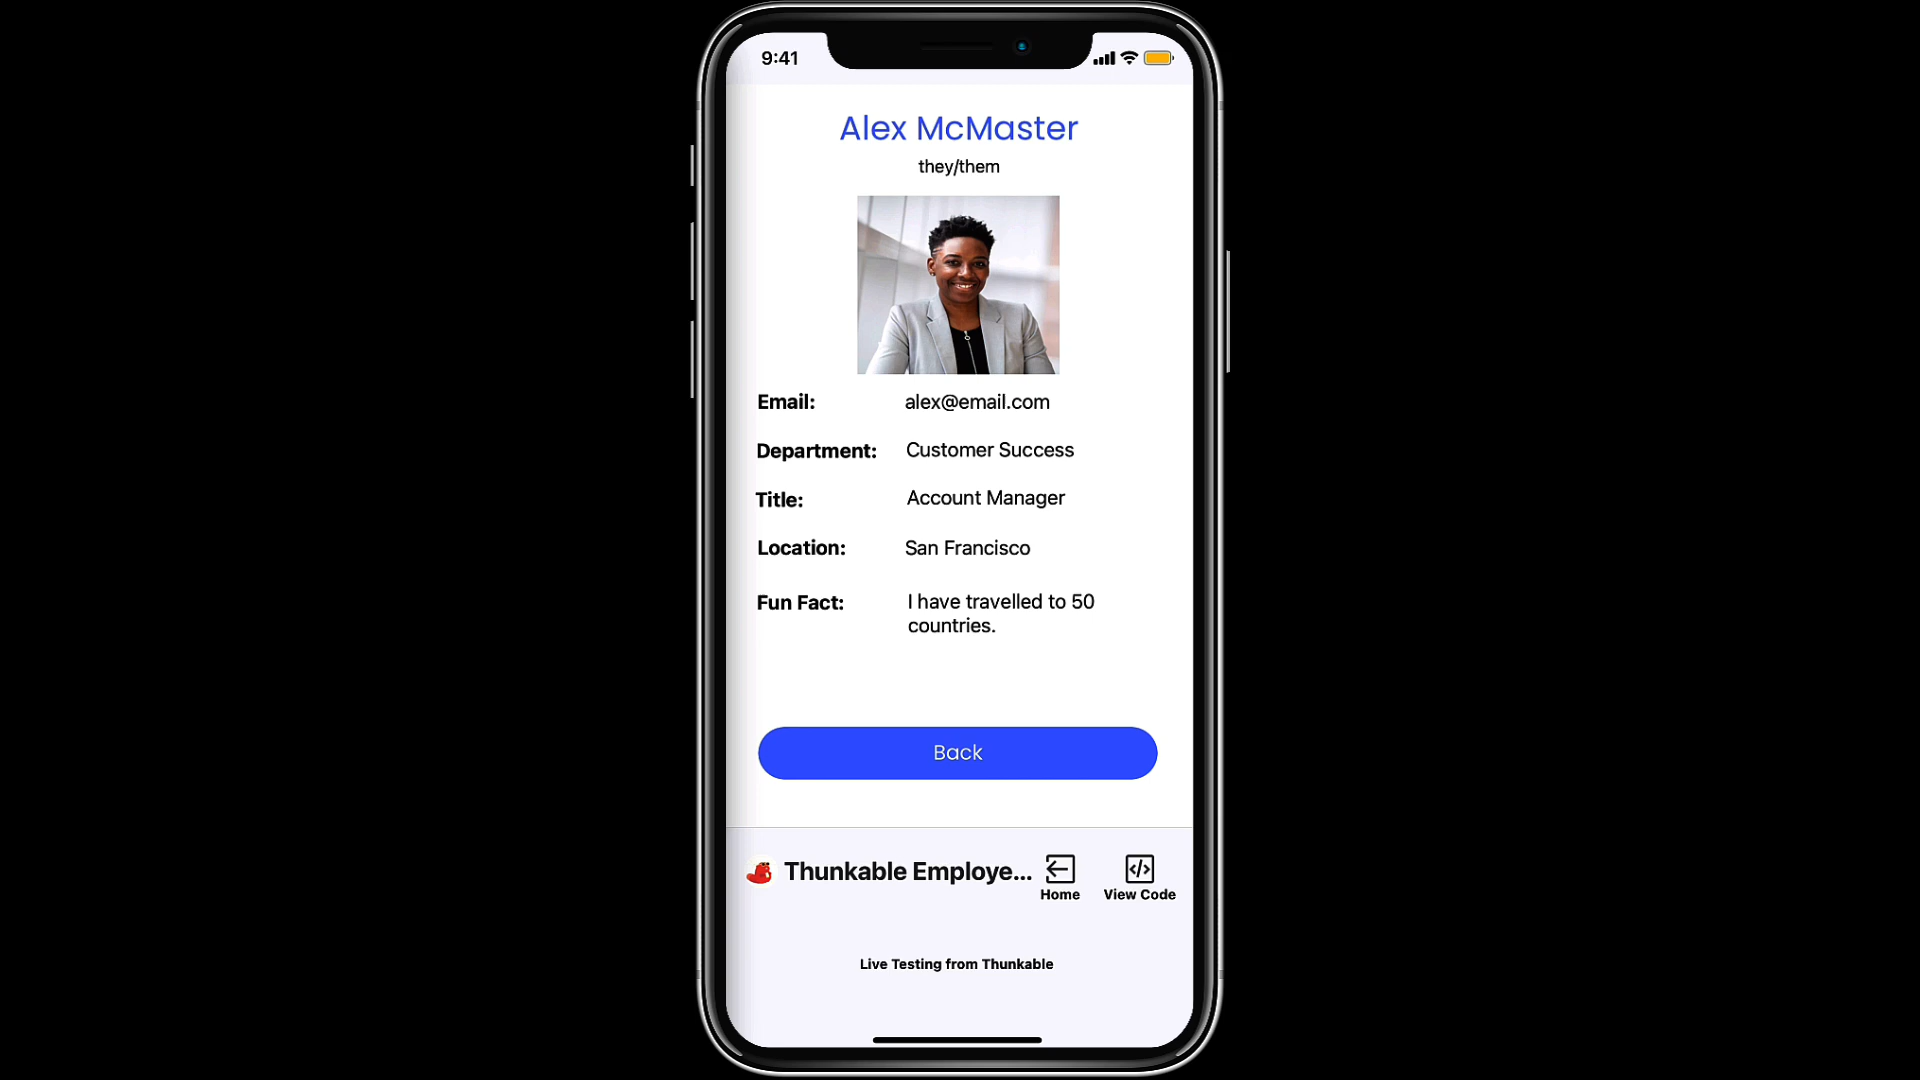 9:41
Alex McMaster
they/them
Email: alex@email.com
Department: Customer Success
Title: Account Manager
Location: San Francisco
Fun Fact: I have travelled to 50
countries.
Back
Thunkable Employe...
Home
View Code
Live Testing from Thunkable